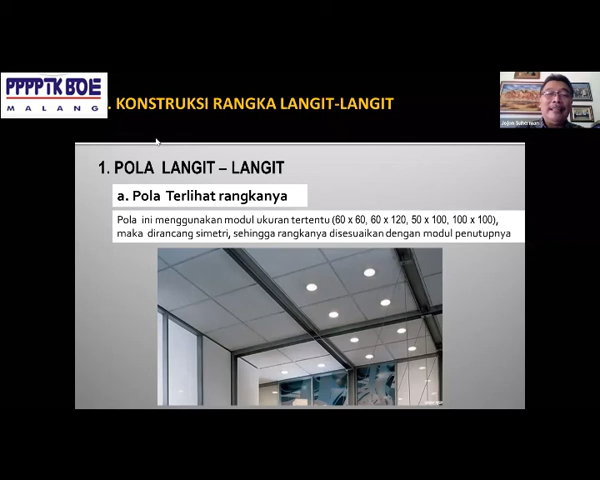 PPPPTK BOE
MALANG
. KONSTRUKSI RANGKA LANGIT-LANGIT
1. POLA LANGIT – LANGIT
a. Pola Terlihat rangkanya
Pola ini menggunakan modul ukuran tertentu (60 x 60, 60 x 120, 50 x 100, 100 x 100),
maka dirancang simetri, sehingga rangkanya disesuaikan dengan modul penutupnya